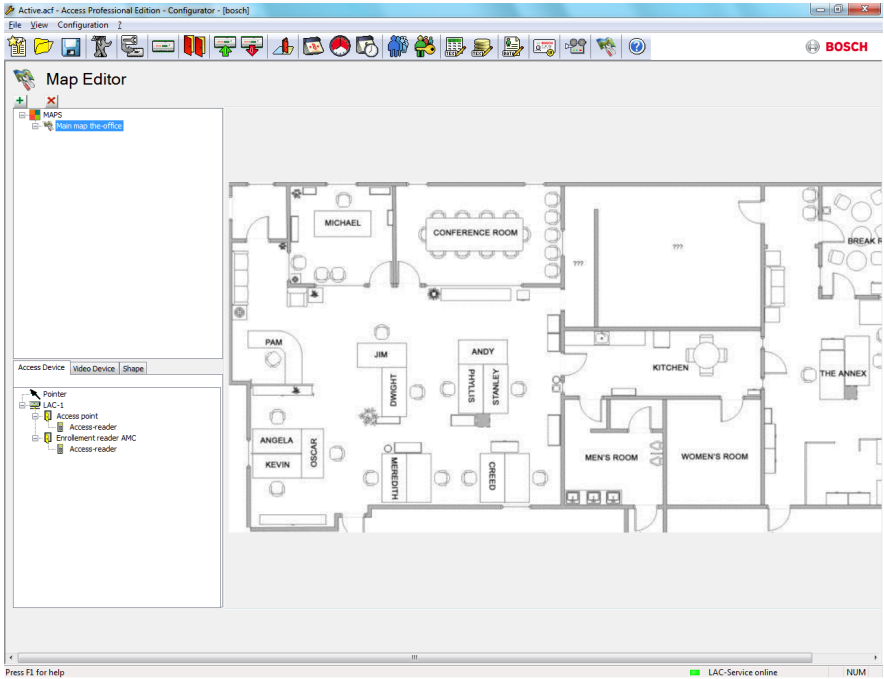 Active.acf - Access Professional Edition - Configurator - [bosch]
File View Configuration ?
BOSCH
Map Editor
MAPS
Main map the-office
Access Device Video Device Shape
Pointer
LAC-1
Access point
Access-reader
Enrollement reader AMC
Access-reader
MICHAEL
CONFERENCE ROOM
???
???
BREAK R
PAM
JIM
ANDY
KITCHEN
THE ANNEX
DWIGHT
PHYLLIS
STANLEY
ANGELA
OSCAR
KEVIN
MEREDITH
CREED
MEN'S ROOM
WOMEN'S ROOM
Press F1 for help
LAC-Service online
NUM